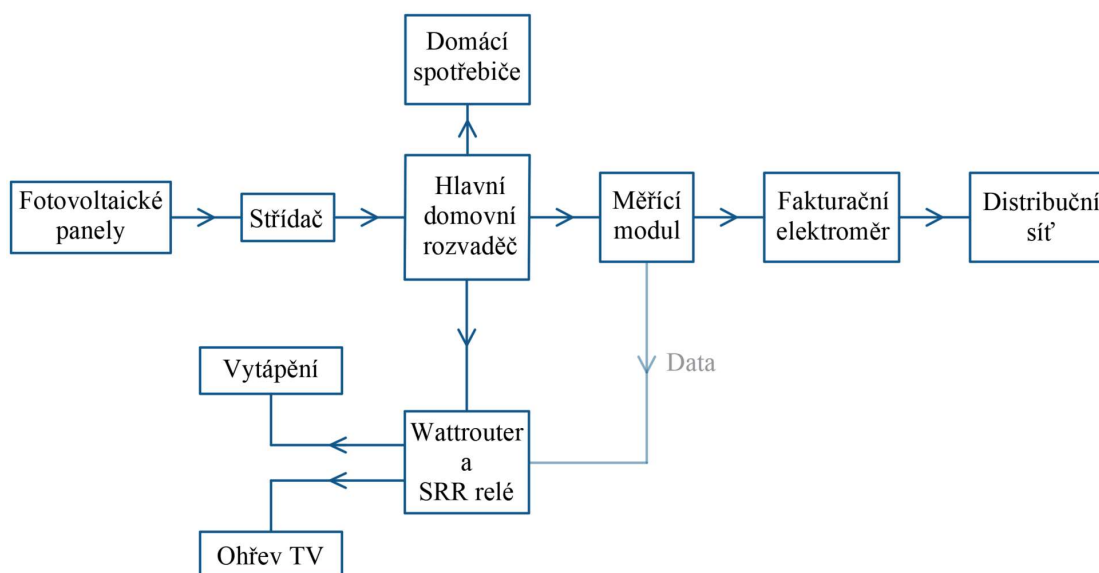 Domácí
spotřebiče
Fotovoltaické
panely
Střídač
Hlavní
domovní
rozvaděč
Měřící
modul
Fakturační
elektroměr
Distribuční
síť
Data
Vytápění
Wattrouter
a
SRR relé
Ohřev TV